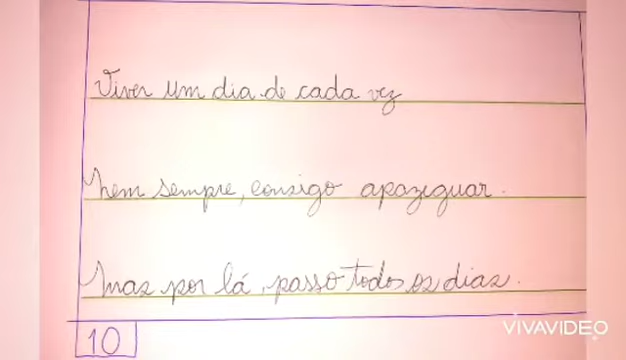 Viver um dia de cada vez
nem sempre, consigo apaziguar.
mas por lá, passo todos os dias.
10
VIVAVIDEO